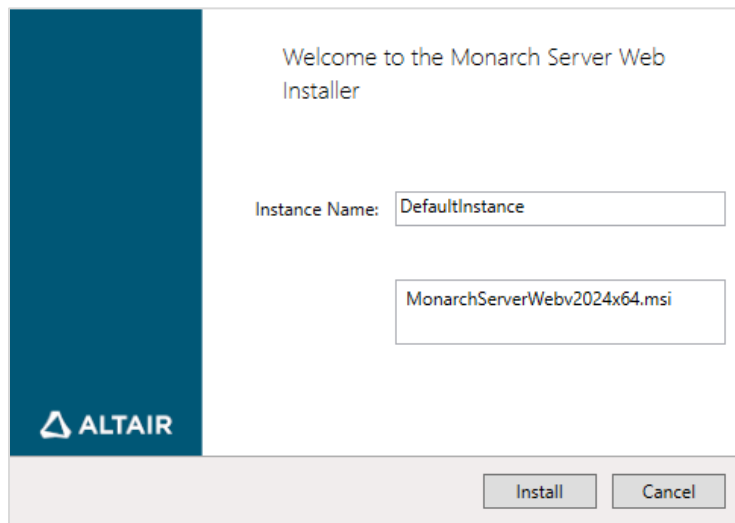 Welcome to the Monarch Server Web
Installer
Instance Name:
DefaultInstance
MonarchServerWebv2024x64.msi
ALTAIR
Install
Cancel